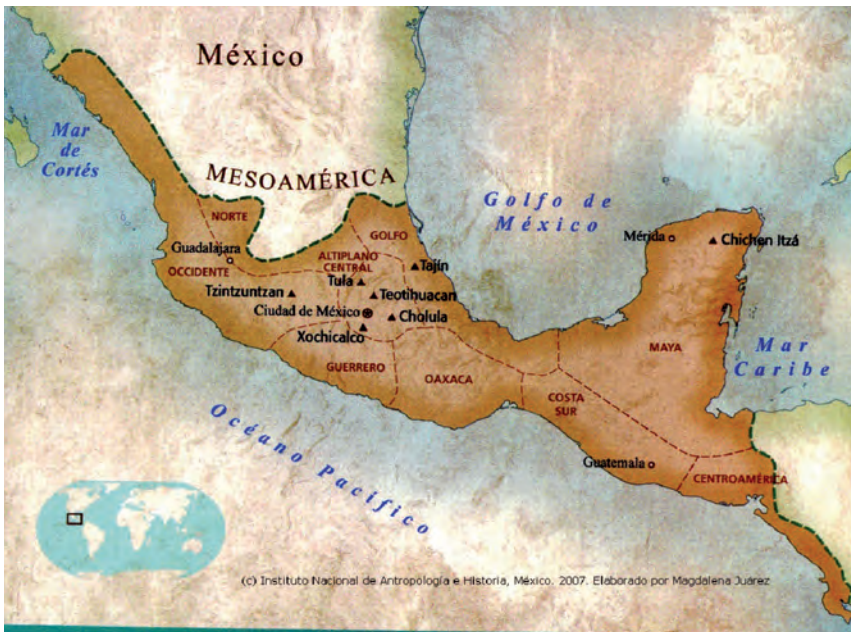 México
Mar
de
Cortés
MESOAMÉRICA
Golfo de
México
NORTE
GOLFO
Guadalajara
OCCIDENTE
ALTIPLANO
CENTRAL
Tajín
Tula
Tzintzuntzan
Teotihuacan
Ciudad de México
Cholula
Xochicalco
Mérida
Chichen Itzá
GUERRERO
OAXACA
MAYA
COSTA
SUR
Mar
Caribe
Guatemala
CENTROAMÉRICA
Océano Pacífico
(c) Instituto Nacional de Antropología e Historia, México. 2007. Elaborado por Magdalena Juárez